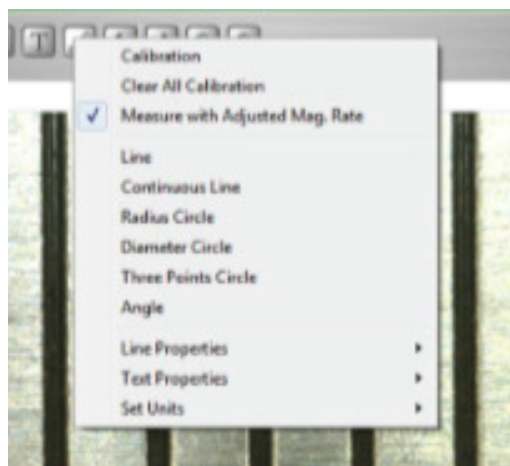 T
Calibration
Clear All Calibration
Measure with Adjusted Mag. Rate
Line
Continuous Line
Radius Circle
Diameter Circle
Three Points Circle
Angle
Line Properties
Text Properties
Set Units